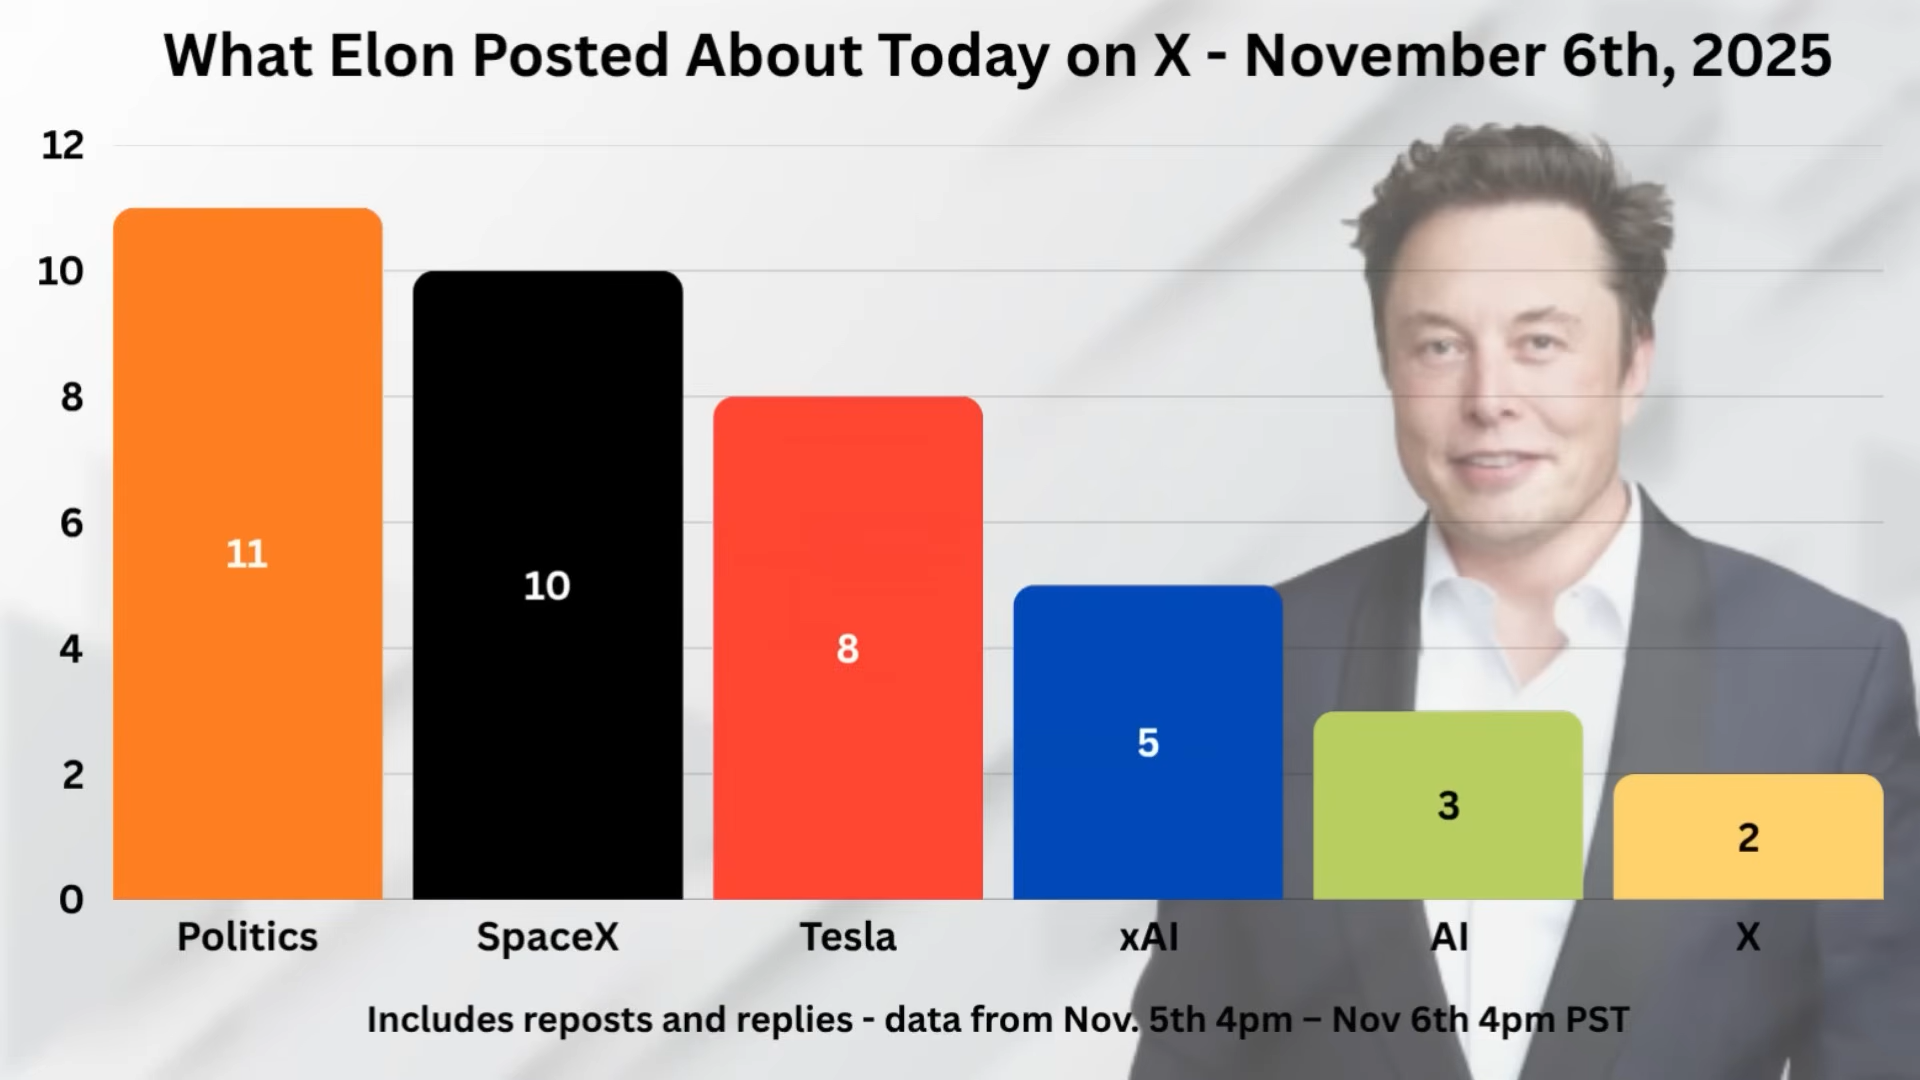 What Elon Posted About Today on X - November 6th, 2025
12
10
8
6
4
2
0
11
10
8
5
3
2
Politics
SpaceX
Tesla
xAI
AI
X
Includes reposts and replies - data from Nov. 5th 4pm – Nov 6th 4pm PST